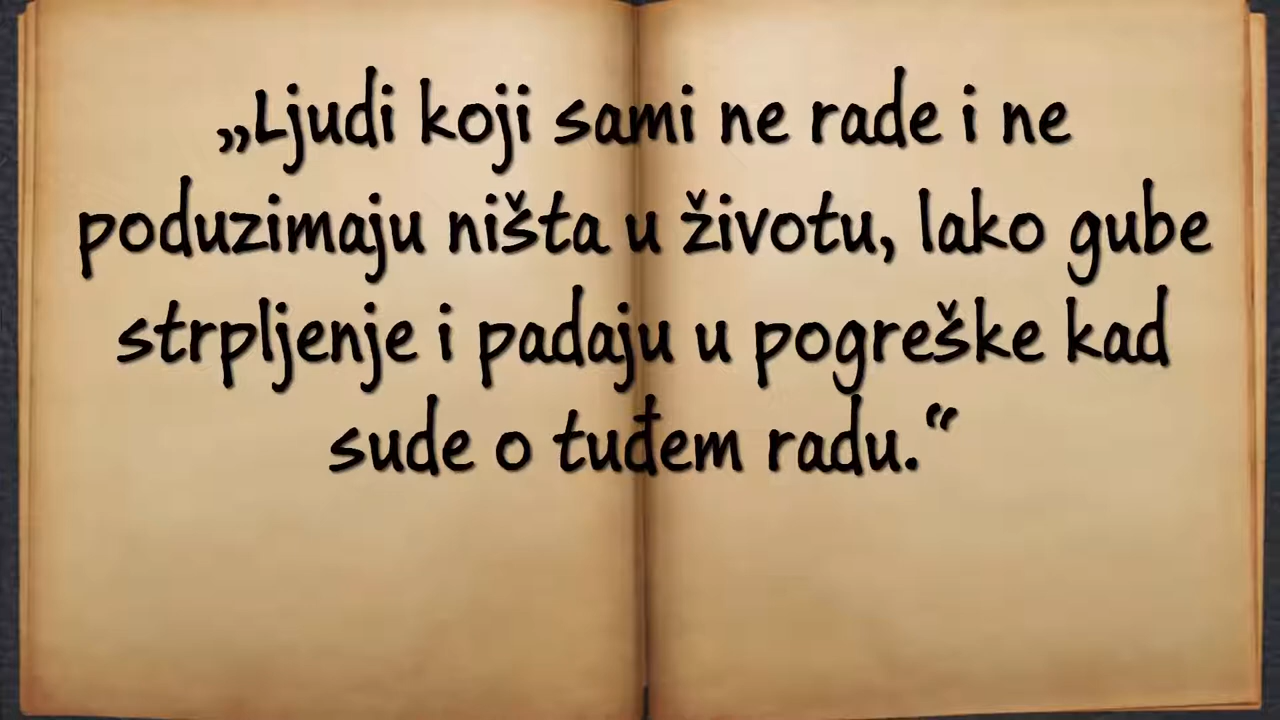 „Ljudi koji sami ne rade i ne
poduzimaju ništa u životu, lako gube
strpljenje i padaju u pogreške kad
sude o tuđem radu.“